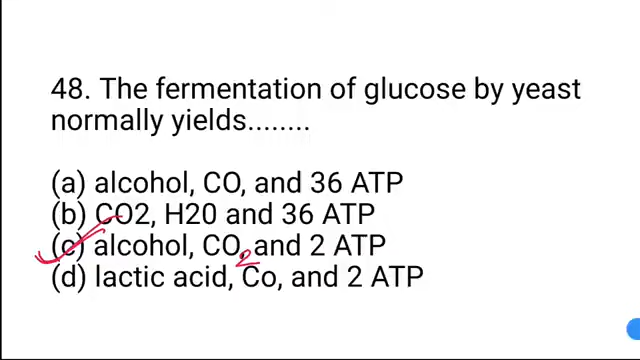 48. The fermentation of glucose by yeast
normally yields........
(a) alcohol, CO, and 36 ATP
(b) CO2, H20 and 36 ATP
(c) alcohol, CO, and 2 ATP
2
(d) lactic acid, Co, and 2 ATP